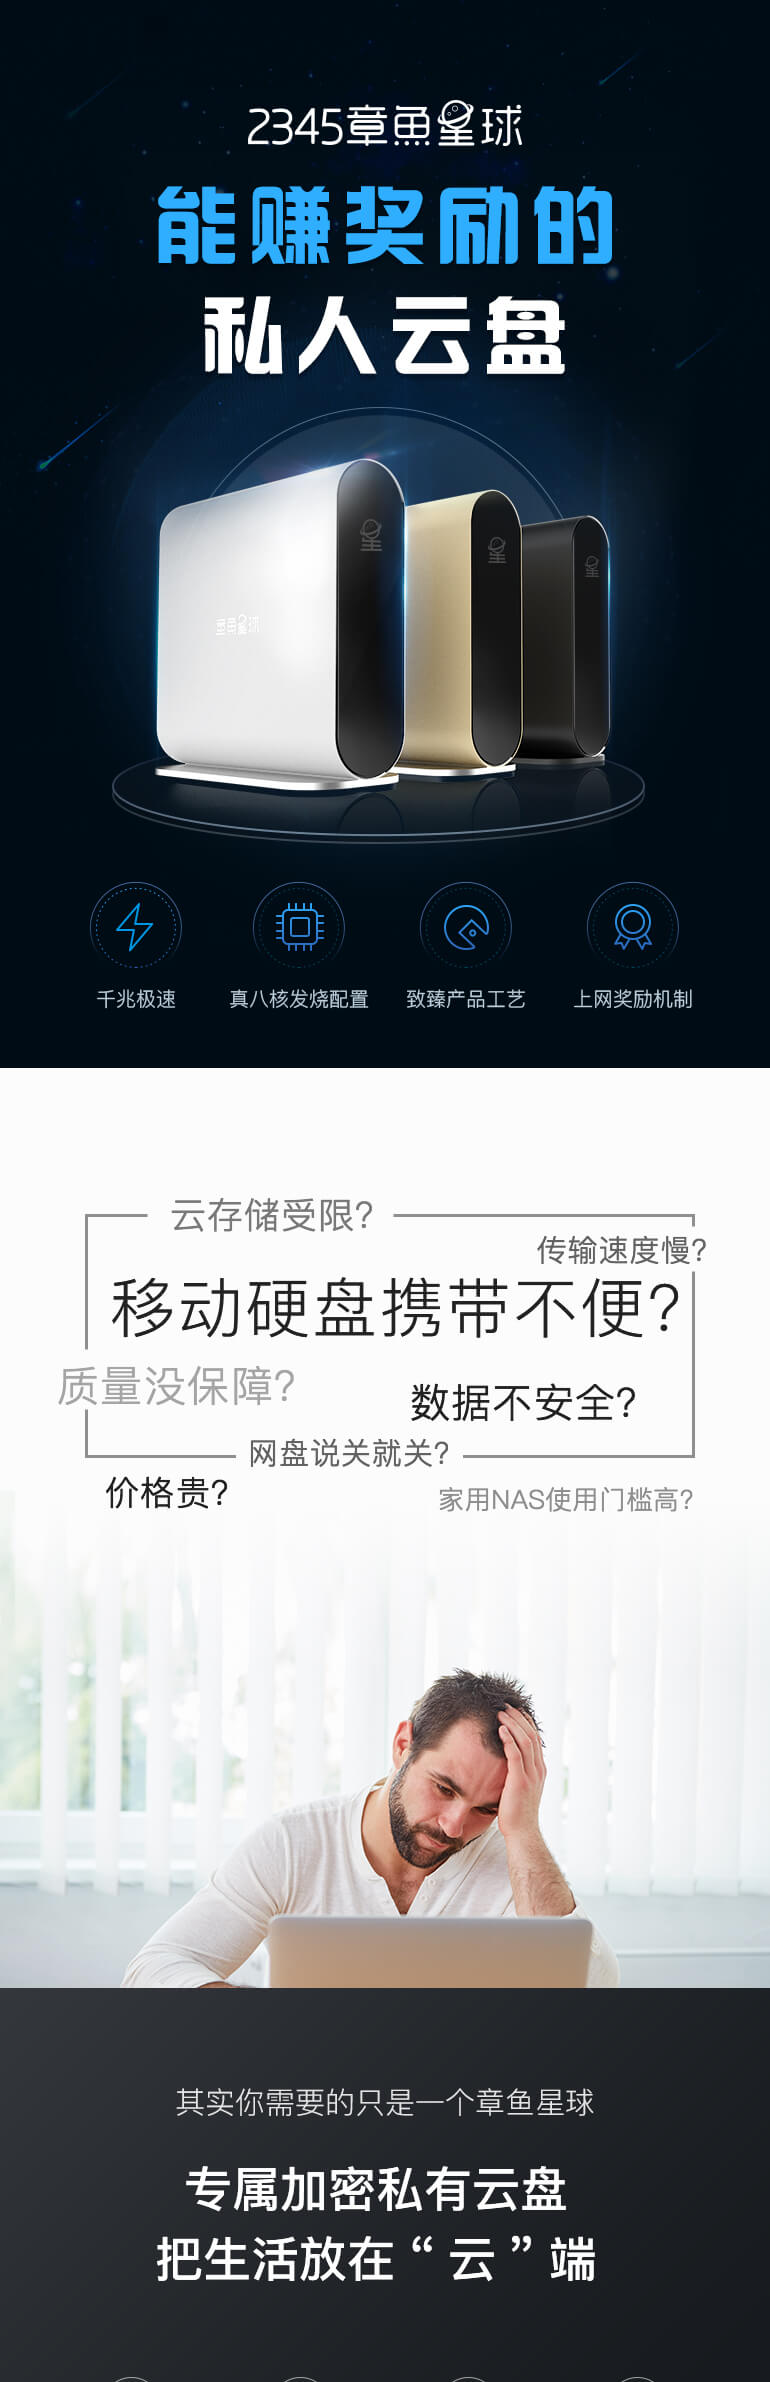 2345章鱼星球
能赚奖励的
私人云盘
星
星
星
章鱼星球
千兆极速
真八核发烧配置
致臻产品工艺
上网奖励机制
云存储受限?
传输速度慢?
移动硬盘携带不便?
质量没保障?
数据不安全?
网盘说关就关?
价格贵?
家用NAS使用门槛高?
其实你需要的只是一个章鱼星球
专属加密私有云盘
把生活放在“云”端